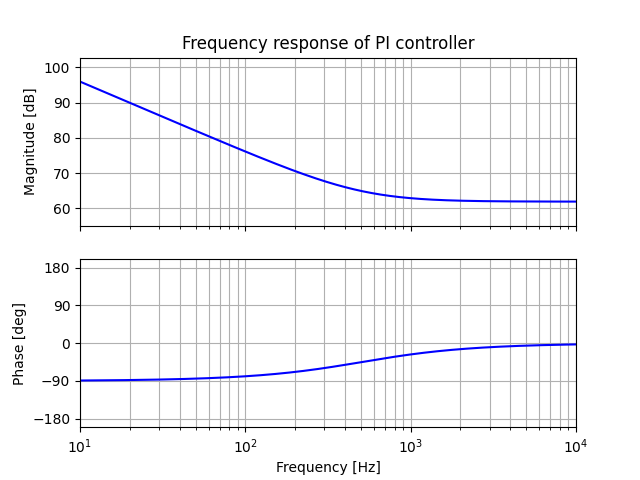 Frequency response of PI controller
Magnitude [dB]
100
90
80
70
60
Phase [deg]
180
90
0
−90
−180
10¹ 10² 10³ 10⁴
Frequency [Hz]